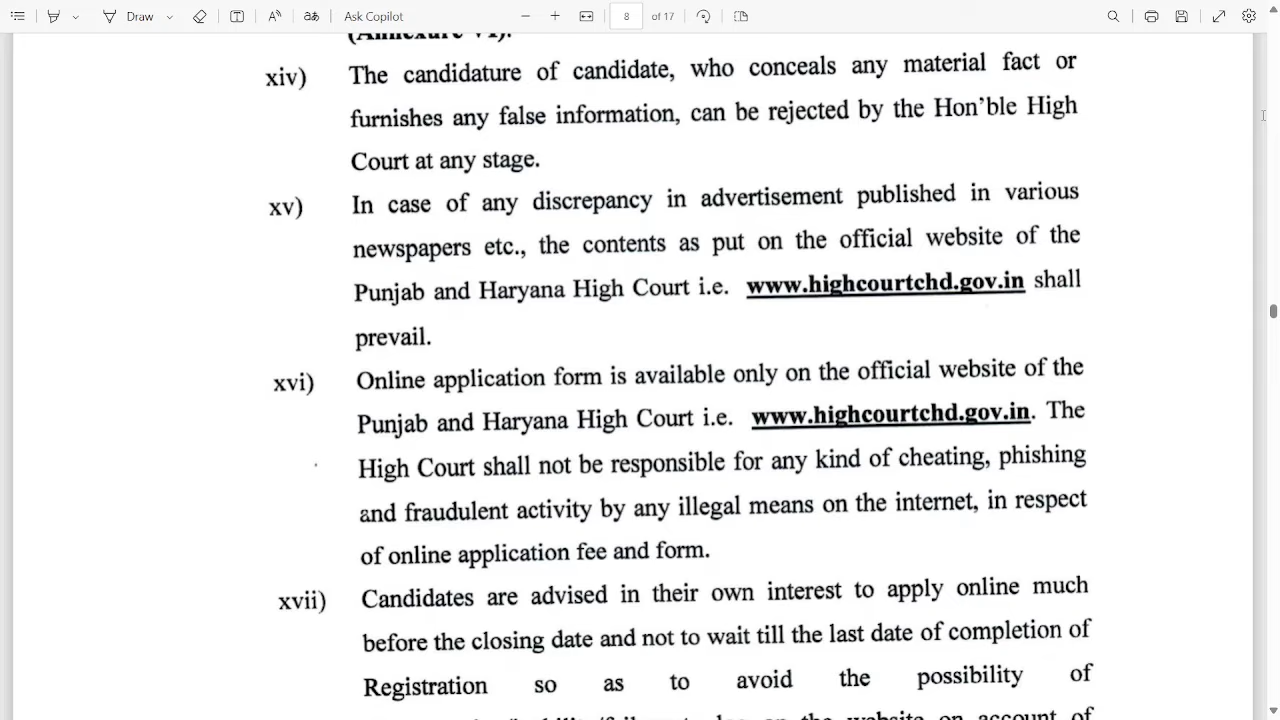 Draw
Ask Copilot
8
of 17
(Annexure VI).
xiv) The candidature of candidate, who conceals any material fact or
furnishes any false information, can be rejected by the Hon'ble High
Court at any stage.
xv) In case of any discrepancy in advertisement published in various
newspapers etc., the contents as put on the official website of the
Punjab and Haryana High Court i.e. www.highcourtchd.gov.in shall
prevail.
xvi) Online application form is available only on the official website of the
Punjab and Haryana High Court i.e. www.highcourtchd.gov.in. The
High Court shall not be responsible for any kind of cheating, phishing
and fraudulent activity by any illegal means on the internet, in respect
of online application fee and form.
xvii) Candidates are advised in their own interest to apply online much
before the closing date and not to wait till the last date of completion of
Registration so as to avoid the possibility of
on the website on account of